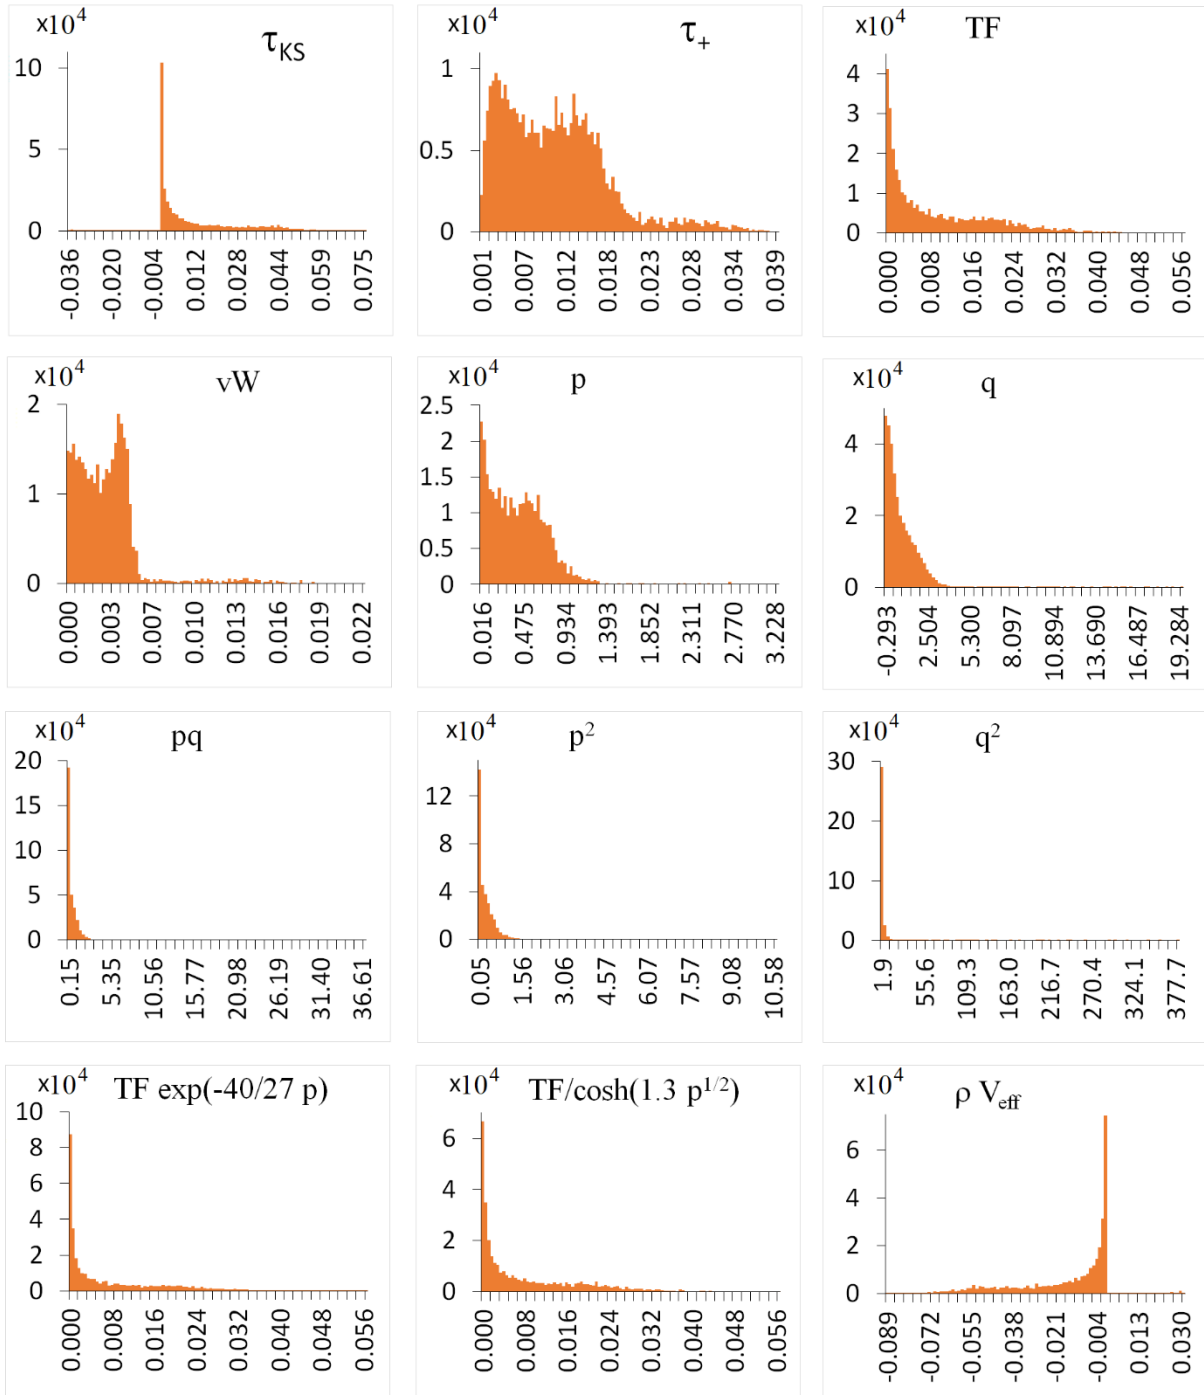 x10⁴ τ_KS
10
5
0
-0.036 -0.020 -0.004 0.012 0.028 0.044 0.059 0.075
x10⁴ τ₊
1
0.5
0
0.001 0.007 0.012 0.018 0.023 0.028 0.034 0.039
x10⁴ TF
4
3
2
1
0
0.000 0.008 0.016 0.024 0.032 0.040 0.048 0.056
x10⁴ vW
2
1
0
0.000 0.003 0.007 0.010 0.013 0.016 0.019 0.022
x10⁴ p
2.5
2
1.5
1
0.5
0
0.016 0.475 0.934 1.393 1.852 2.311 2.770 3.228
x10⁴ q
4
2
0
-0.293 2.504 5.300 8.097 10.894 13.690 16.487 19.284
x10⁴ pq
20
15
10
5
0
0.15 5.35 10.56 15.77 20.98 26.19 31.40 36.61
x10⁴ p²
12
8
4
0
0.05 1.56 3.06 4.57 6.07 7.57 9.08 10.58
x10⁴ q²
30
20
10
0
1.9 55.6 109.3 163.0 216.7 270.4 324.1 377.7
x10⁴ TF exp(-40/27 p)
10
8
6
4
2
0
0.000 0.008 0.016 0.024 0.032 0.040 0.048 0.056
x10⁴ TF/cosh(1.3 p^1/2)
6
4
2
0
0.000 0.008 0.016 0.024 0.032 0.040 0.048 0.056
x10⁴ ρ V_eff
6
4
2
0
-0.089 -0.072 -0.055 -0.038 -0.021 -0.004 0.013 0.030